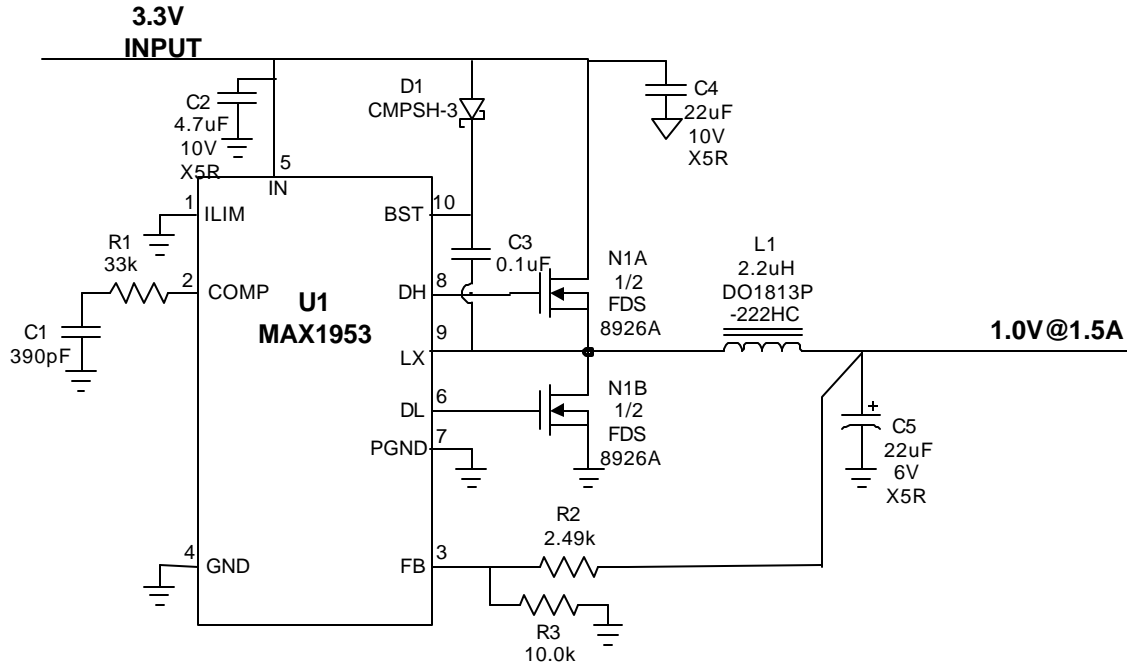 3.3V
INPUT
C2
4.7uF
10V
X5R
D1
CMPSH-3
C4
22uF
10V
X5R
5
IN
1
ILIM
BST
10
R1
33k
C3
0.1uF
2
COMP
U1
MAX1953
DH
8
N1A
1/2
FDS
8926A
L1
2.2uH
DO1813P
-222HC
C1
390pF
LX
9
1.0V@1.5A
DL
6
N1B
1/2
FDS
8926A
PGND
7
+
C5
22uF
6V
X5R
R2
2.49k
4
GND
FB
3
R3
10.0k